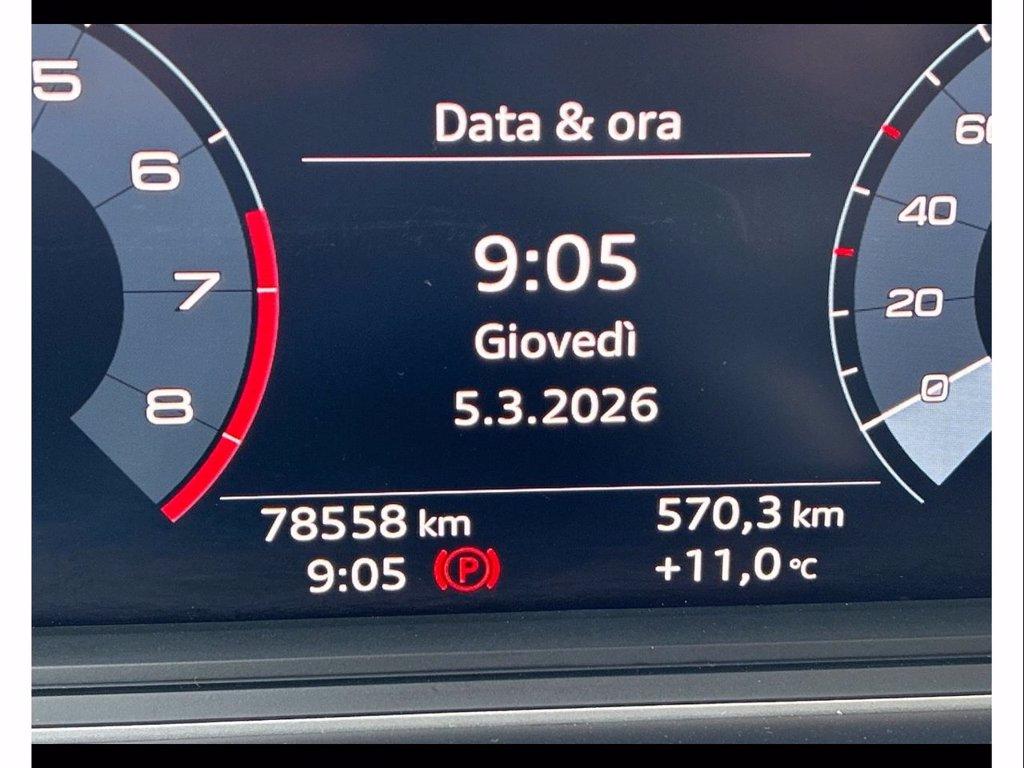 Data & ora
9:05
Giovedì
5.3.2026
5
6
7
8
60
40
20
0
78558 km
570,3 km
9:05 (P)
+11,0 °C